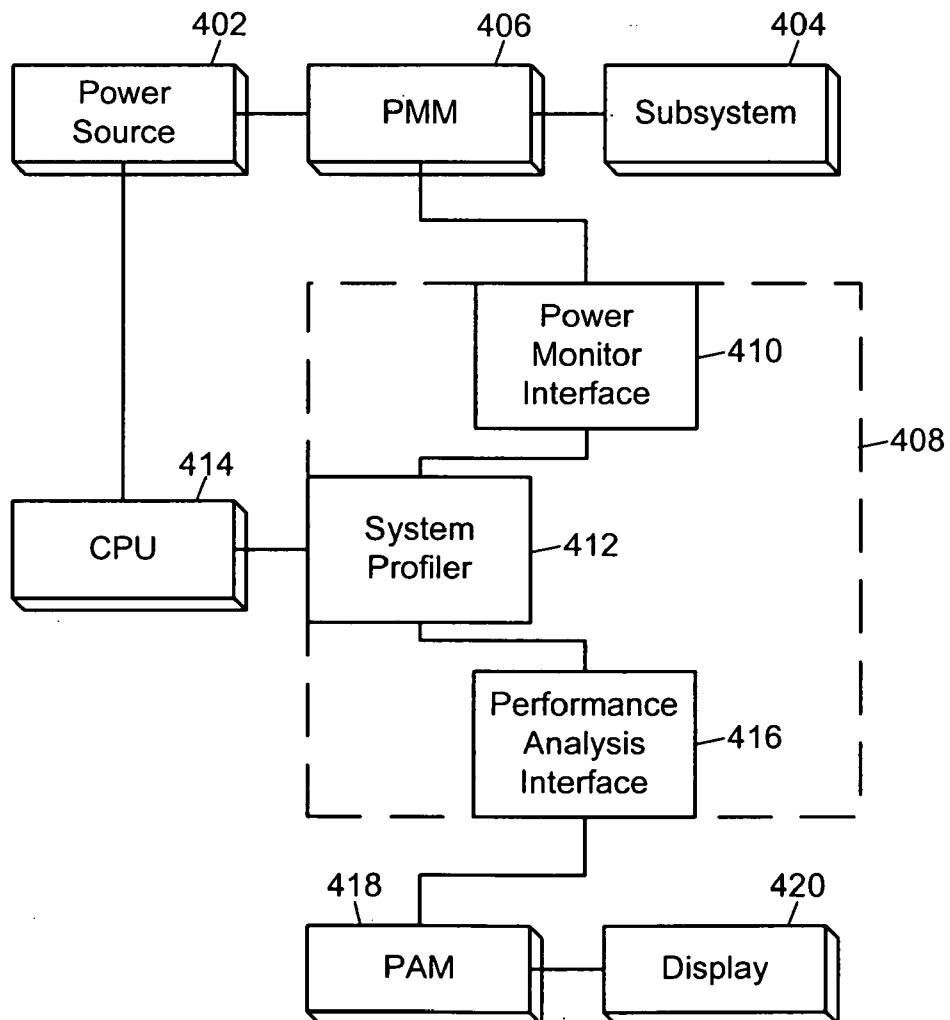 402
406
404
Power
Source
PMM
Subsystem
Power
Monitor
Interface
410
408
414
CPU
System
Profiler
412
Performance
Analysis
Interface
416
418
420
PAM
Display